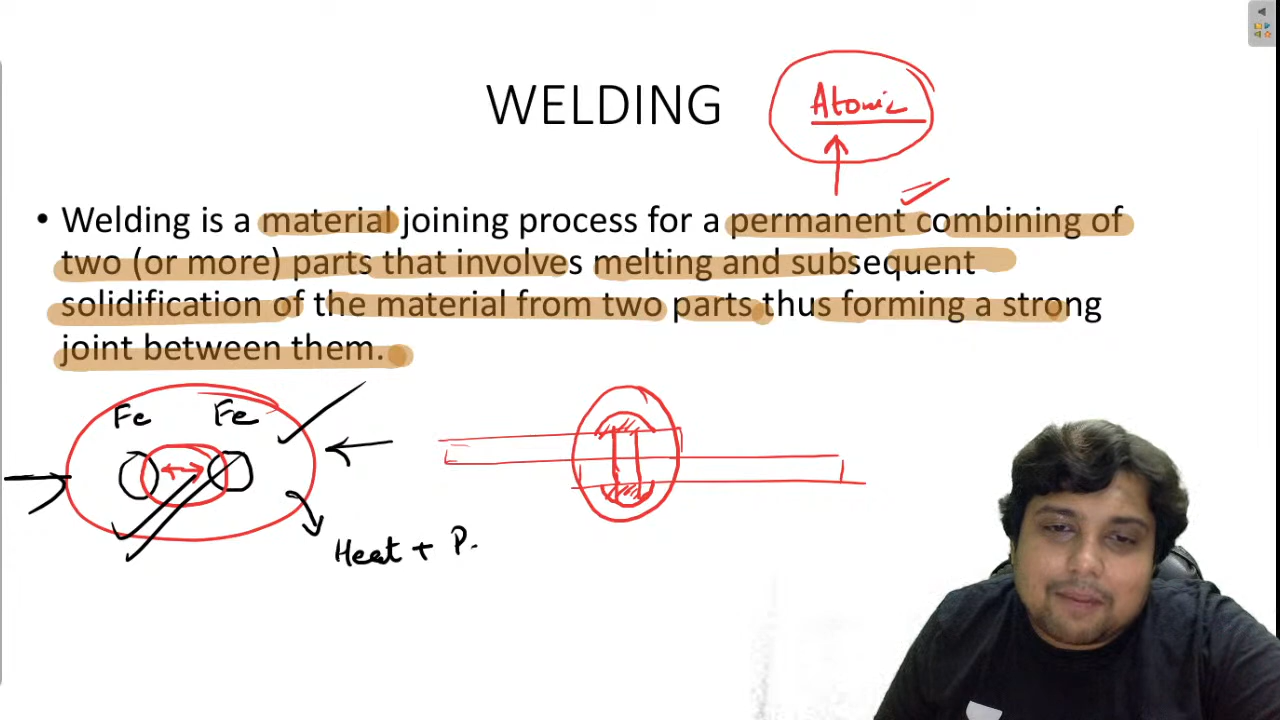 WELDING
Atomic
• Welding is a material joining process for a permanent combining of
two (or more) parts that involves melting and subsequent
solidification of the material from two parts thus forming a strong
joint between them.
Fe Fe
Heat + P.